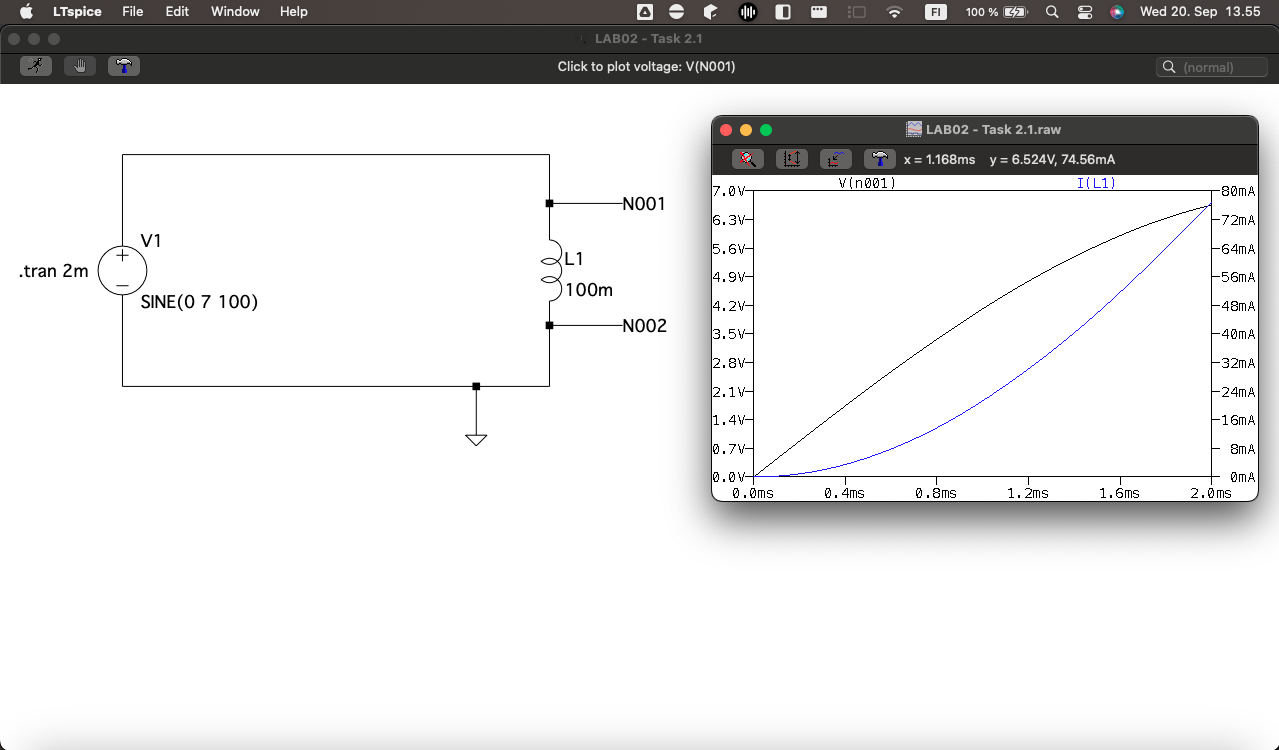 LTspice File Edit Window Help FI 100 % Wed 20. Sep 13.55
LAB02 - Task 2.1
Click to plot voltage: V(N001)
(normal)
V1
.tran 2m
SINE(0 7 100)
N001
L1
100m
N002
LAB02 - Task 2.1.raw
x = 1.168ms y = 6.524V, 74.56mA
V(n001) I(L1)
7.0V 80mA
6.3V 72mA
5.6V 64mA
4.9V 56mA
4.2V 48mA
3.5V 40mA
2.8V 32mA
2.1V 24mA
1.4V 16mA
0.7V 8mA
0.0V 0mA
0.0ms 0.4ms 0.8ms 1.2ms 1.6ms 2.0ms